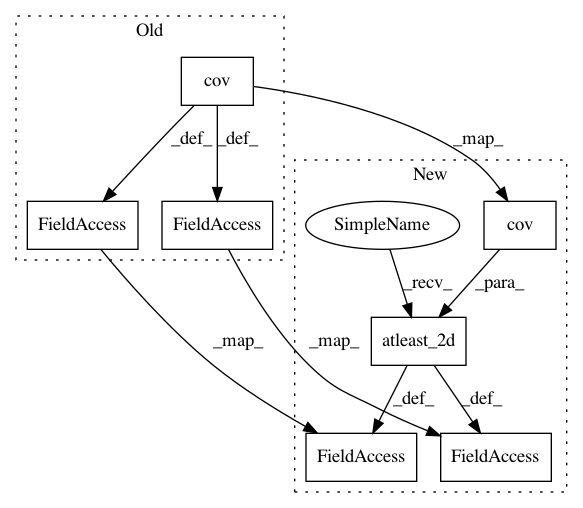 Old
cov
_def_ _def_
_map_
New
FieldAccess FieldAccess SimpleName cov
_recv_ _para_
_map_ _map_ atleast_2d
_def_ _def_
FieldAccess FieldAccess